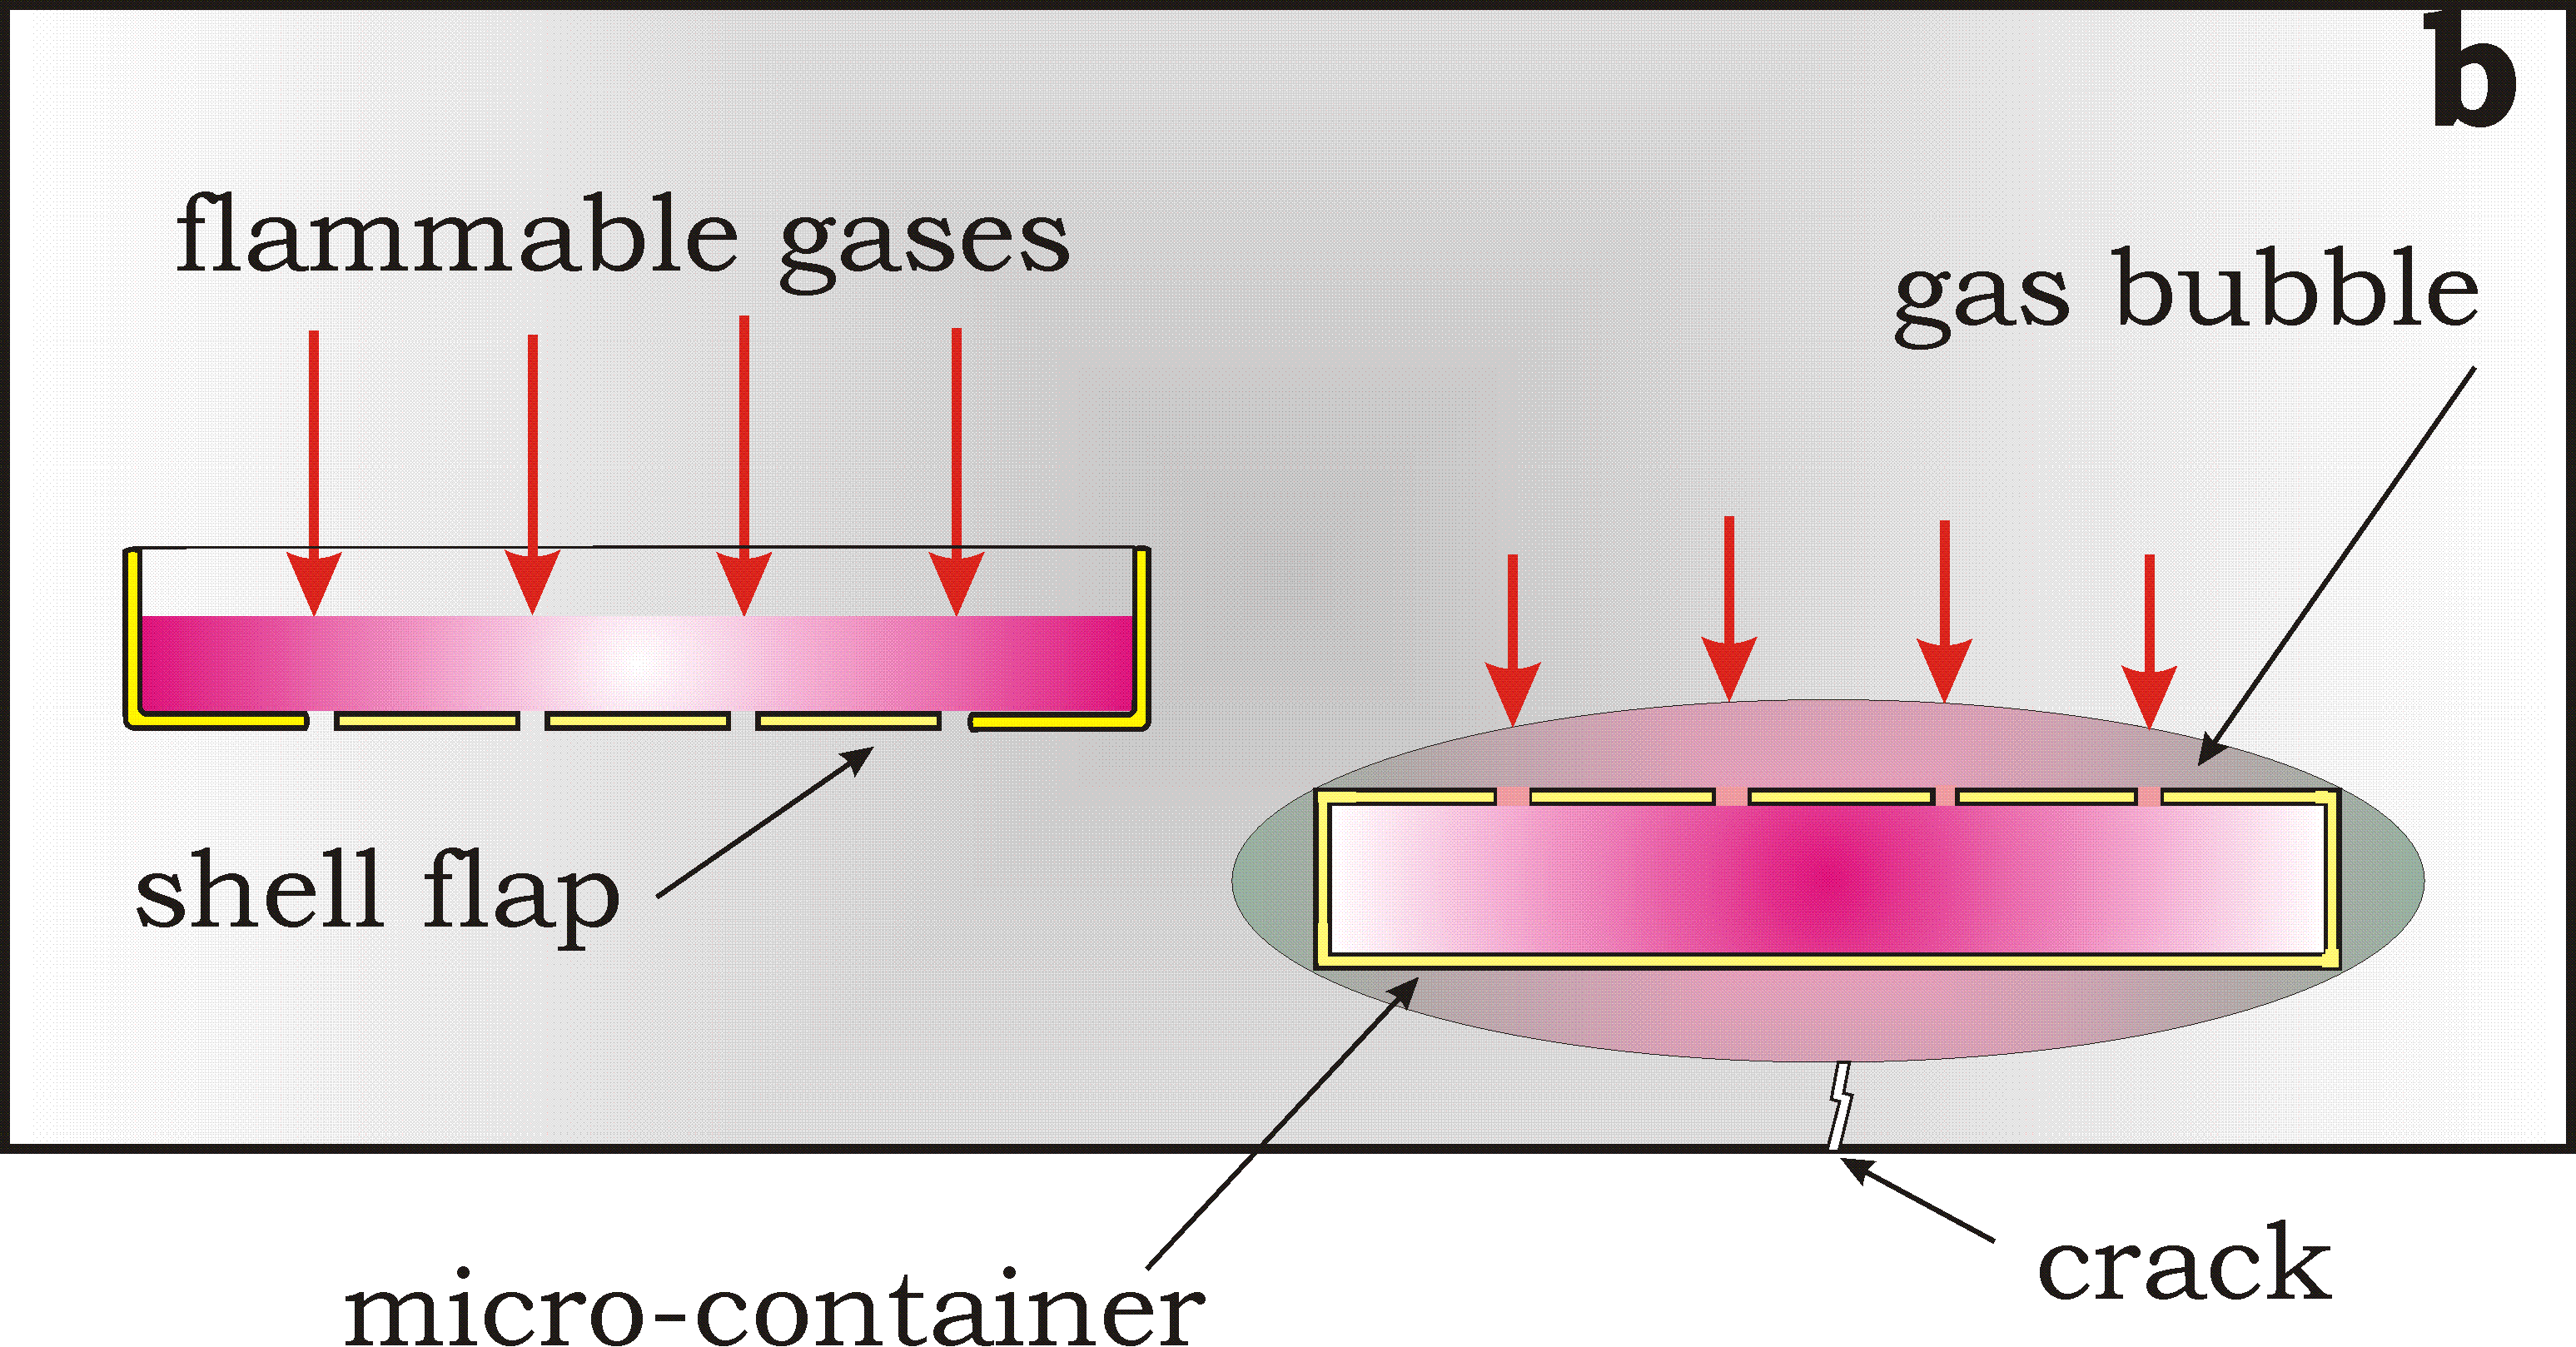 b
flammable gases
gas bubble
shell flap
crack
micro-container